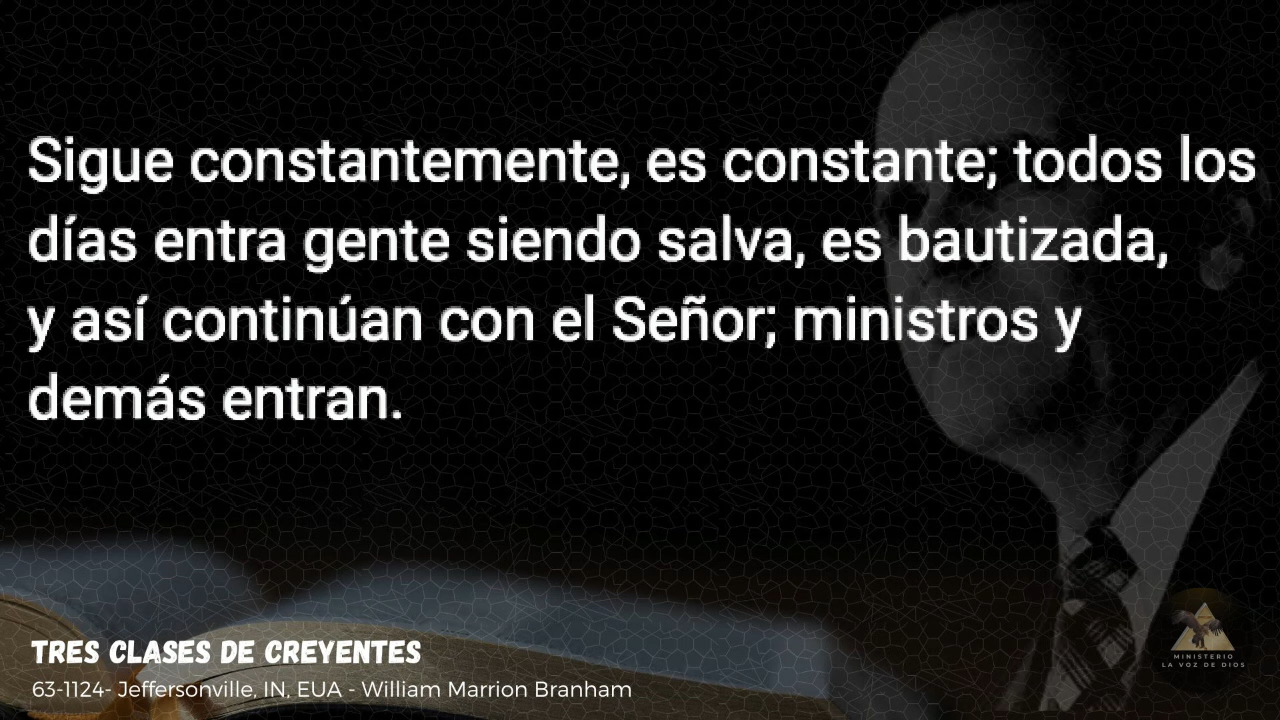 Sigue constantemente, es constante; todos los
días entra gente siendo salva, es bautizada,
y así continúan con el Señor; ministros y
demás entran.
TRES CLASES DE CREYENTES
63-1124- Jeffersonville, IN, EUA - William Marrion Branham
MINISTERIO
LA VOZ DE DIOS